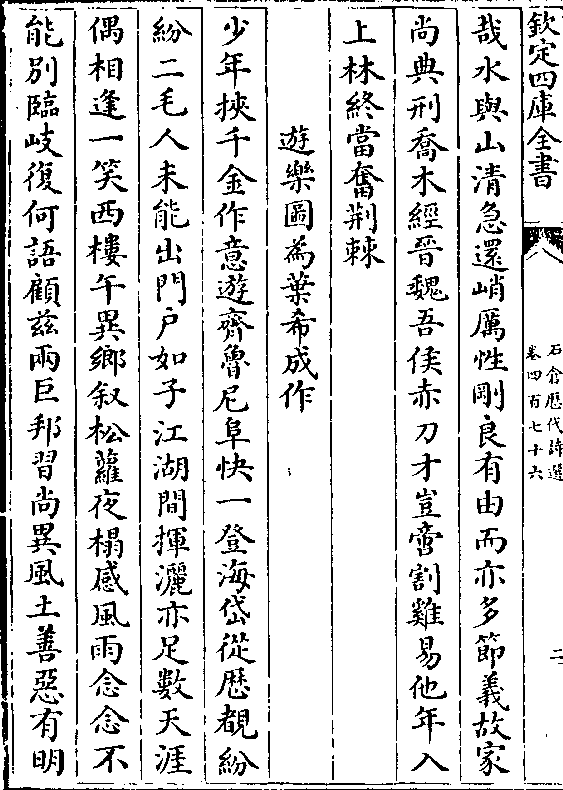 欽定四庫全書
石倉歷代詩選
卷四百七十六
二
哉水與山清急還峭厲性剛良有由而亦多節義故家
尚典刑喬木經晉魏吾侯赤刀才豈啻割雞易他年入
上林終當奮荆棘
遊樂圖為葉希成作
少年挾千金作意遊齊魯尼阜快一登海岱從歷覩紛
紛二毛人未能出門户如子江湖間揮灑亦足數天涯
偶相逢一笑西樓午異鄉叙松蘿夜榻感風雨念念不
能別臨岐復何語顧兹兩巨邦習尚異風土善惡有明